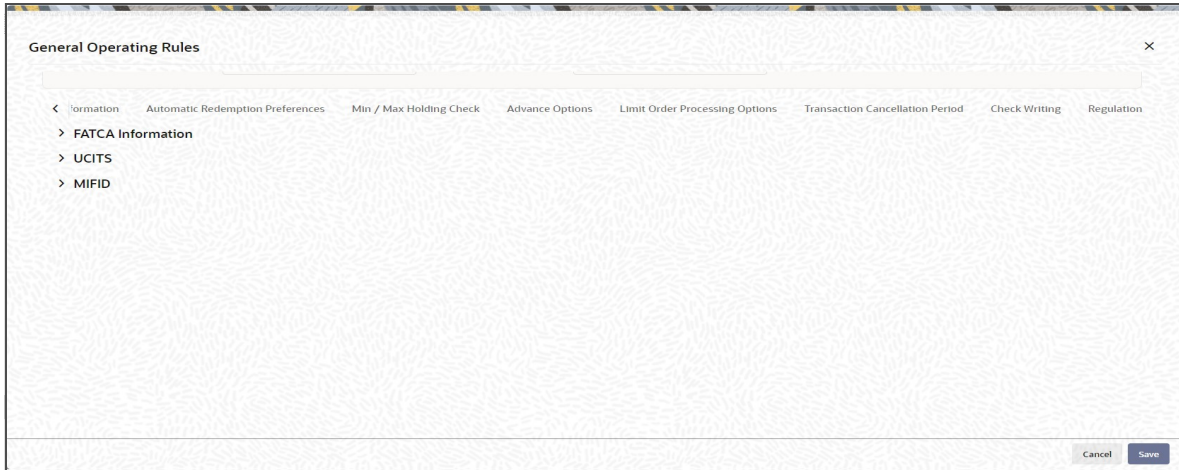 General Operating Rules
Automatic Redemption Preferences Min / Max Holding Check Advance Options Limit Order Processing Options Transaction Cancellation Period Check Writing Regulation
FATCA Information
UCITS
MIFID
Cancel Save